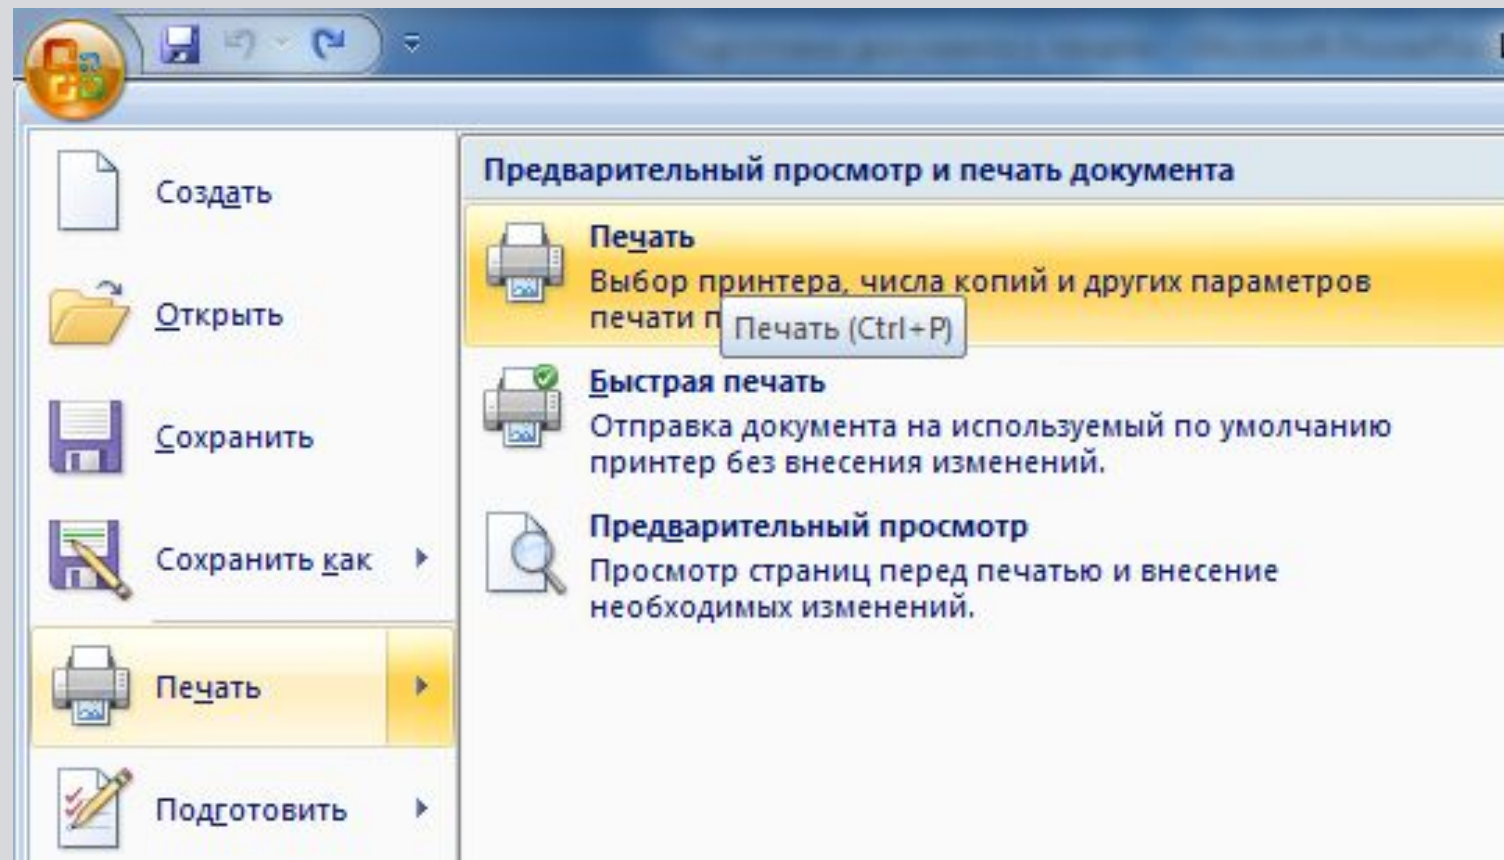 Создать
Открыть
Сохранить
Сохранить как
Печать
Подготовить
Предварительный просмотр и печать документа
Печать
Выбор принтера, числа копий и других параметров
печати
Печать (Ctrl+P)
Быстрая печать
Отправка документа на используемый по умолчанию
принтер без внесения изменений.
Предварительный просмотр
Просмотр страниц перед печатью и внесение
необходимых изменений.